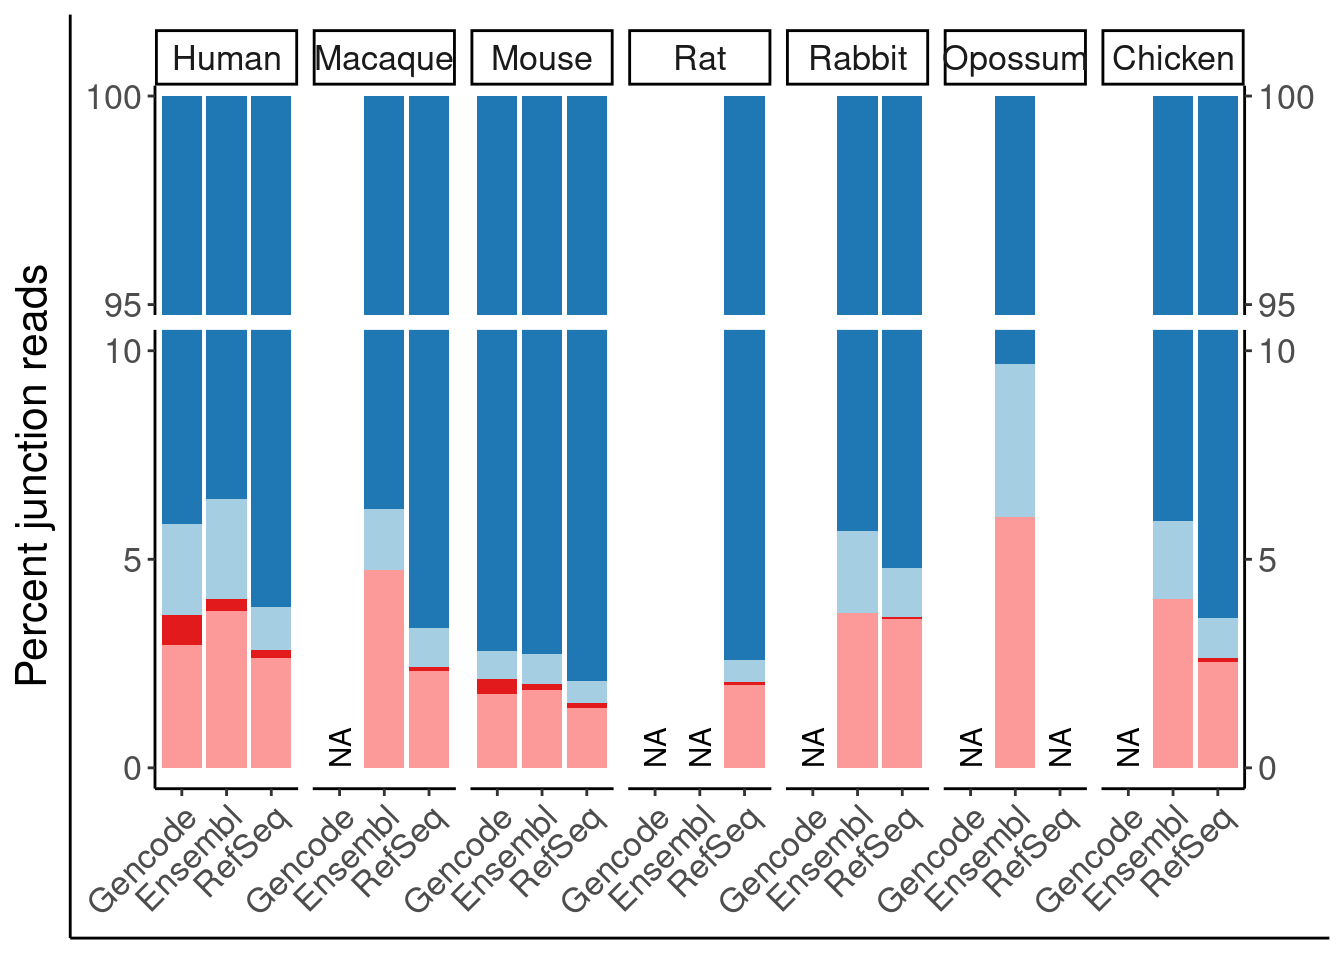 Human Macaque Mouse Rat Rabbit Opossum Chicken
100 100
95 95
10 10
5 5
NA NA NA NA NA NA NA
0 0
Gencode Ensembl RefSeq Gencode Ensembl RefSeq Gencode Ensembl RefSeq Gencode Ensembl RefSeq Gencode Ensembl RefSeq Gencode Ensembl RefSeq Gencode Ensembl RefSeq
Percent junction reads